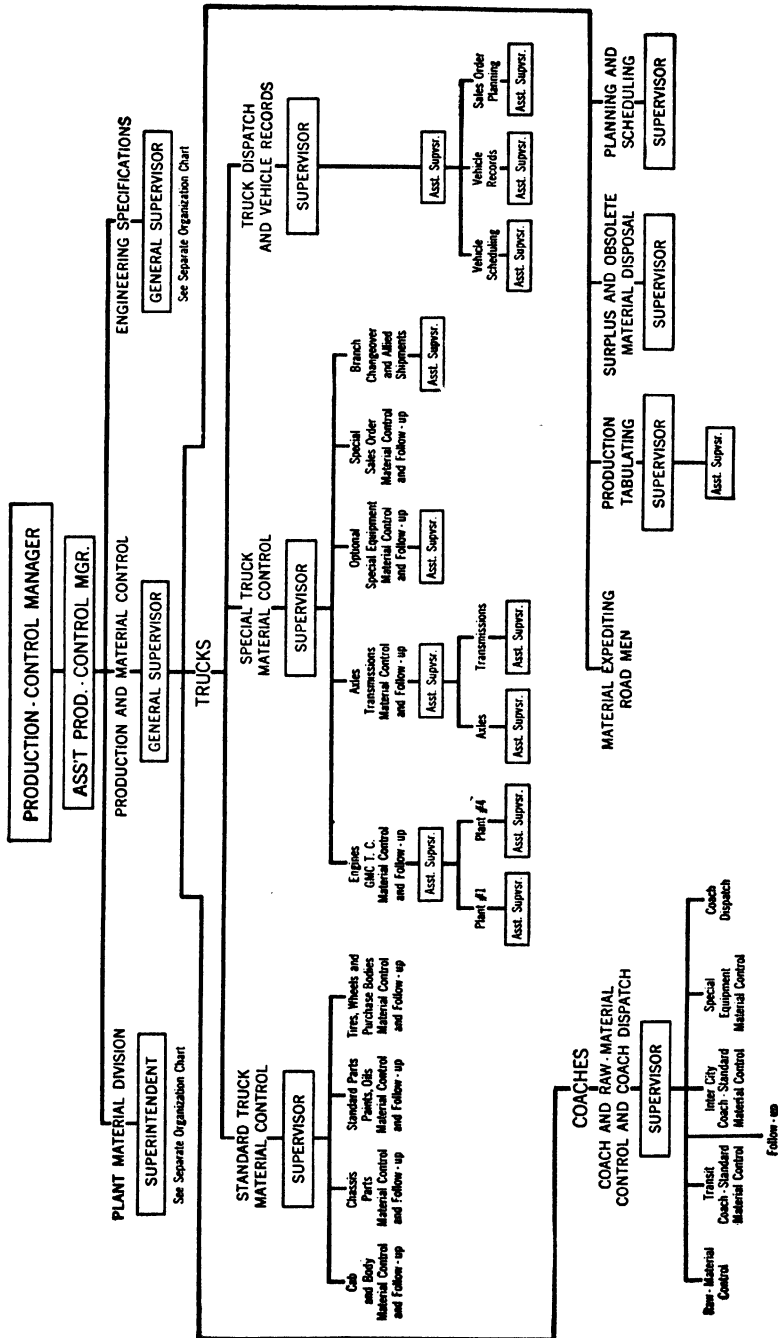 PRODUCTION - CONTROL MANAGER
ASS'T PROD. - CONTROL MGR.
PLANT MATERIAL DIVISION
SUPERINTENDENT
See Separate Organization Chart
PRODUCTION AND MATERIAL CONTROL
GENERAL SUPERVISOR
ENGINEERING SPECIFICATIONS
GENERAL SUPERVISOR
See Separate Organization Chart
TRUCKS
STANDARD TRUCK
MATERIAL CONTROL
SUPERVISOR
Cab
and Body
Material Control
and Follow - up
Chassis
Parts
Material Control
and Follow - up
Standard Parts
Paints, Oils
Material Control
and Follow - up
Tires, Wheels and
Purchase Bodies
Material Control
and Follow - up
SPECIAL TRUCK
MATERIAL CONTROL
SUPERVISOR
Engines
GMC T. C.
Material Control
and Follow - up
Asst. Supvsr.
Plant #1
Asst. Supvsr.
Plant #4
Asst. Supvsr.
Axles
Transmissions
Material Control
and Follow - up
Asst. Supvsr.
Axles
Asst. Supvsr.
Transmissions
Asst. Supvsr.
Optional
Special Equipment
Material Control
and Follow - up
Asst. Supvsr.
Special
Sales Order
Material Control
and Follow - up
Branch
Changeover
and Allied
Shipments
Asst. Supvsr.
TRUCK DISPATCH
AND VEHICLE RECORDS
SUPERVISOR
Asst. Supvsr.
Vehicle
Scheduling
Asst. Supvsr.
Vehicle
Records
Asst. Supvsr.
Sales Order
Planning
Asst. Supvsr.
COACHES
COACH AND RAW - MATERIAL
CONTROL AND COACH DISPATCH
SUPERVISOR
Raw - Material
Control
Transit
Coach - Standard
Material Control
Inter City
Coach - Standard
Material Control
Special
Equipment
Material Control
Coach
Dispatch
Follow - up
MATERIAL EXPEDITING
ROAD MEN
PRODUCTION
TABULATING
SUPERVISOR
Asst. Supvsr.
SURPLUS AND OBSOLETE
MATERIAL DISPOSAL
SUPERVISOR
PLANNING AND
SCHEDULING
SUPERVISOR